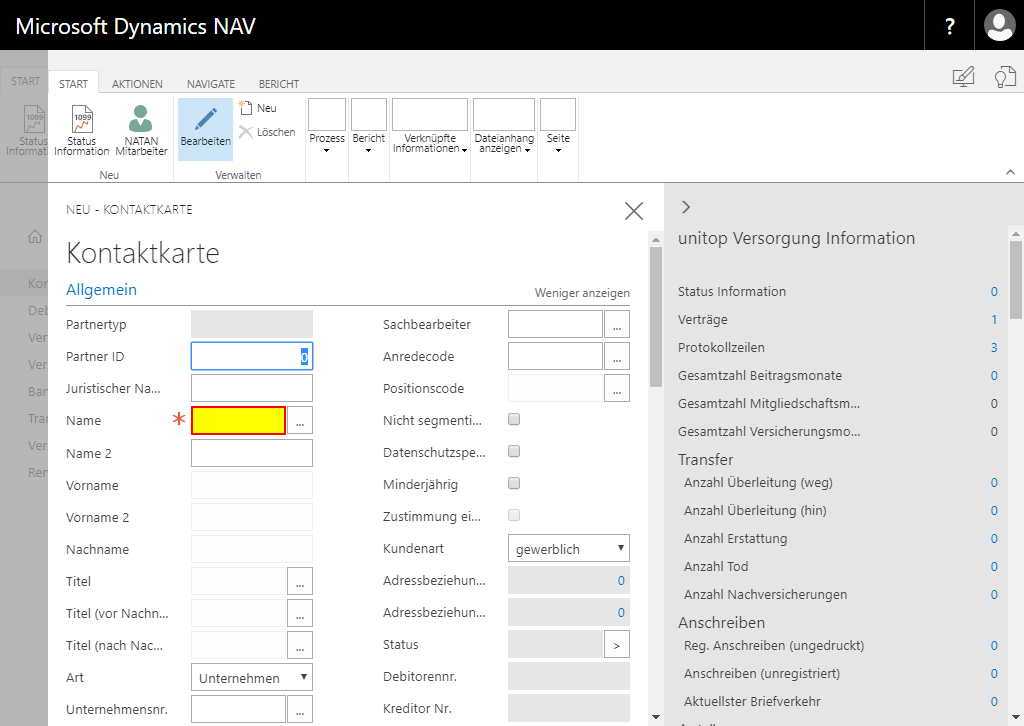 Microsoft Dynamics NAV
?
START
START
AKTIONEN
NAVIGATE
BERICHT
1099
Status
Informat
1099
Status
Information
NATAN
Mitarbeiter
Neu
Bearbeiten
Neu
Löschen
Verwalten
Prozess
Bericht
Verknüpfte
Informationen
Dateianhang
anzeigen
Seite
Kon
Deb
Ver
Ver
Ban
Tran
Ver
Ren
NEU - KONTAKTKARTE
Kontaktkarte
Allgemein
Weniger anzeigen
Partnertyp
Partner ID 0
Juristischer Na...
Name * ...
Name 2
Vorname
Vorname 2
Nachname
Titel ...
Titel (vor Nachn... ...
Titel (nach Nac... ...
Art Unternehmen
Unternehmensnr. ...
Sachbearbeiter ...
Anredecode ...
Positionscode ...
Nicht segmenti...
Datenschutzspe...
Minderjährig
Zustimmung ei...
Kundenart gewerblich
Adressbeziehun... 0
Adressbeziehun... 0
Status >
Debitorennr.
Kreditor Nr.
unitop Versorgung Information
Status Information 0
Verträge 1
Protokollzeilen 3
Gesamtzahl Beitragsmonate 0
Gesamtzahl Mitgliedschaftsm... 0
Gesamtzahl Versicherungsmo... 0
Transfer
Anzahl Überleitung (weg) 0
Anzahl Überleitung (hin) 0
Anzahl Erstattung 0
Anzahl Tod 0
Anzahl Nachversicherungen 0
Anschreiben
Reg. Anschreiben (ungedruckt) 0
Anschreiben (unregistriert) 0
Aktuellster Briefverkehr 0